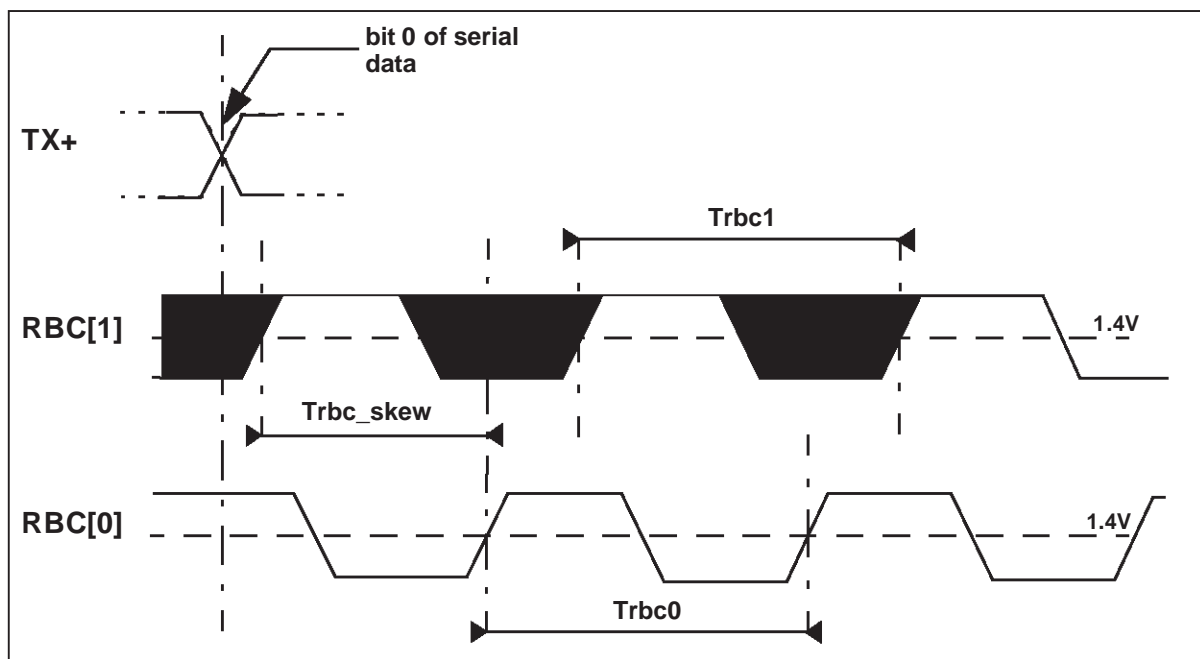 bit 0 of serial
data
TX+
Trbc1
RBC[1]
1.4V
Trbc_skew
RBC[0]
1.4V
Trbc0